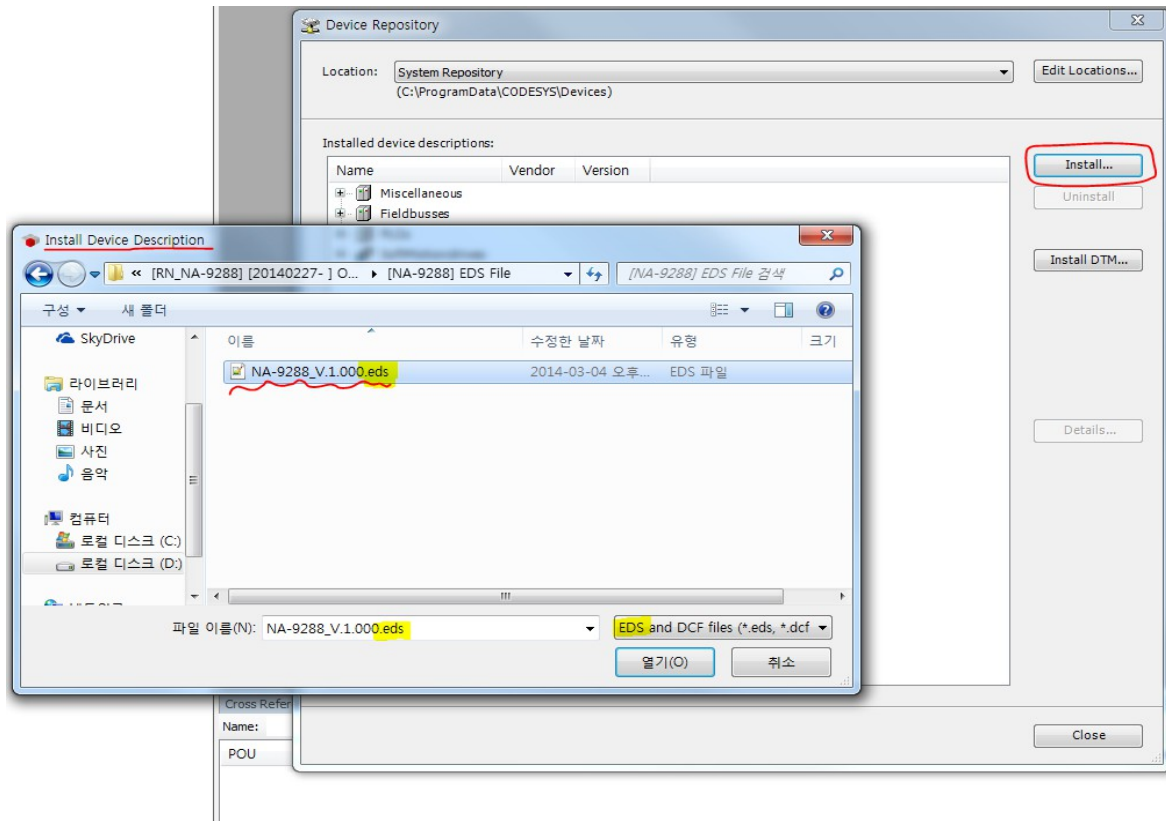 Device Repository
Location: System Repository
(C:\ProgramData\CODESYS\Devices)
Edit Locations...
Installed device descriptions:
Name Vendor Version
Miscellaneous
Fieldbusses
Install...
Uninstall
Install DTM...
Details...
Close
Install Device Description
« [RN_NA-9288] [20140227- ] O... ▸ [NA-9288] EDS File
[NA-9288] EDS File 검색
구성 새 폴더
SkyDrive
라이브러리
문서
비디오
사진
음악
컴퓨터
로컬 디스크 (C:)
로컬 디스크 (D:)
이름 수정한 날짜 유형 크기
NA-9288_V.1.000.eds 2014-03-04 오후... EDS 파일
파일 이름(N): NA-9288_V.1.000.eds EDS and DCF files (*.eds, *.dcf
열기(O) 취소
Cross Refer
Name:
POU